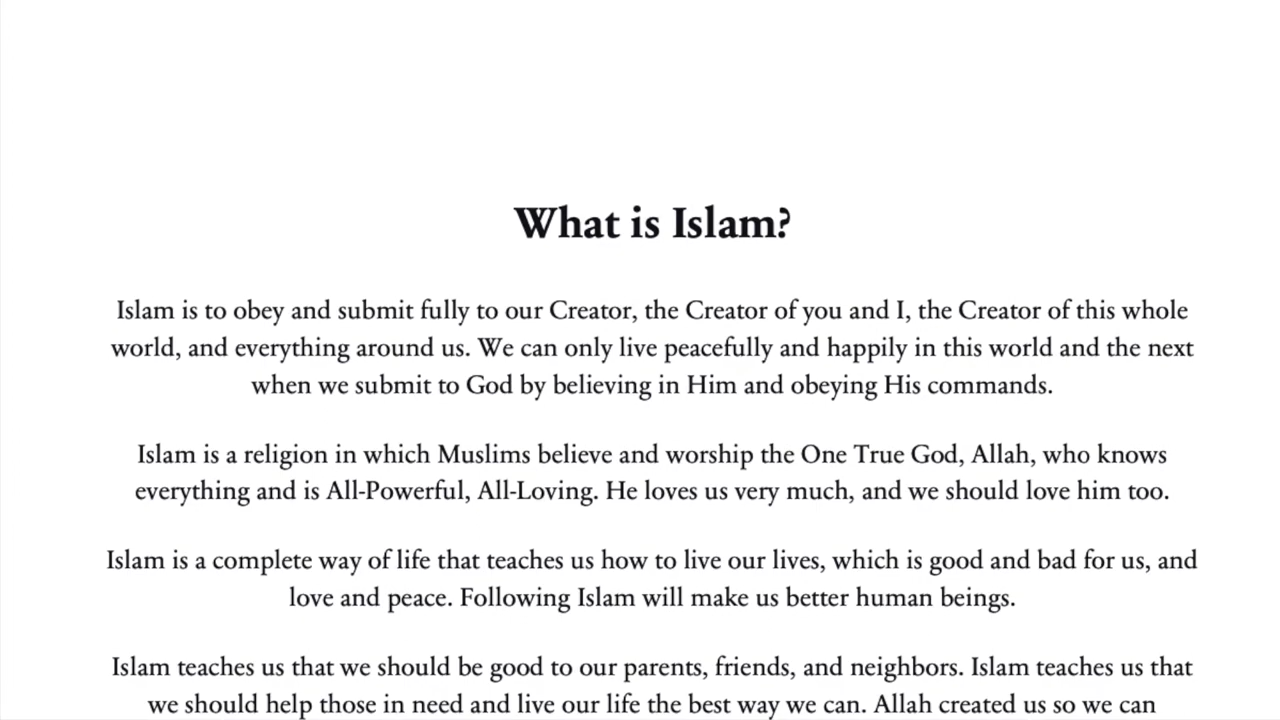 What is Islam?
Islam is to obey and submit fully to our Creator, the Creator of you and I, the Creator of this whole
world, and everything around us. We can only live peacefully and happily in this world and the next
when we submit to God by believing in Him and obeying His commands.
Islam is a religion in which Muslims believe and worship the One True God, Allah, who knows
everything and is All-Powerful, All-Loving. He loves us very much, and we should love him too.
Islam is a complete way of life that teaches us how to live our lives, which is good and bad for us, and
love and peace. Following Islam will make us better human beings.
Islam teaches us that we should be good to our parents, friends, and neighbors. Islam teaches us that
we should help those in need and live our life the best way we can. Allah created us so we can